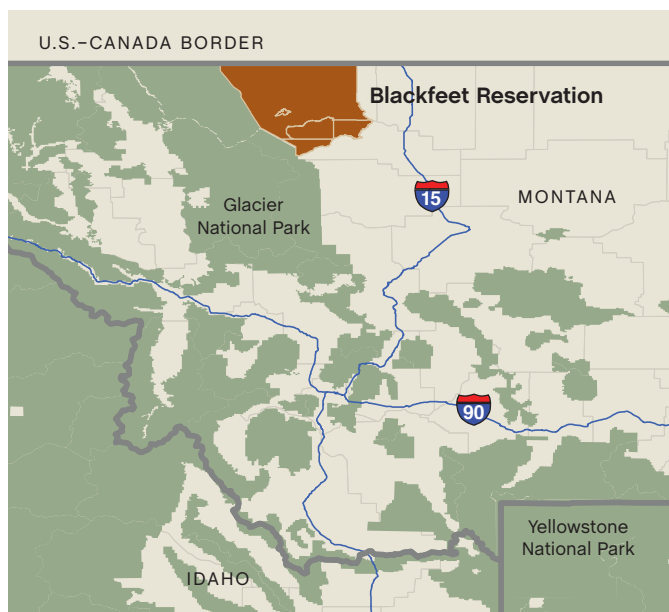 U.S.–CANADA BORDER
Blackfeet Reservation
15
MONTANA
Glacier
National Park
90
Yellowstone
National Park
IDAHO